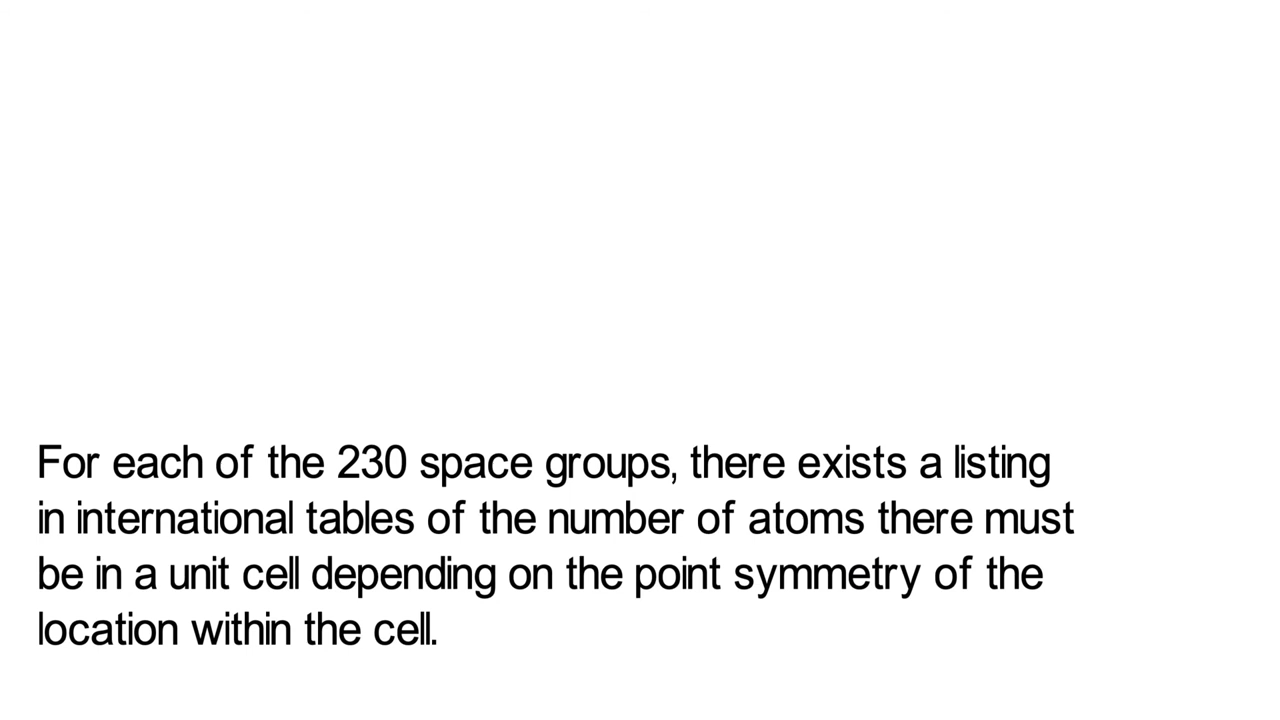 For each of the 230 space groups, there exists a listing
in international tables of the number of atoms there must
be in a unit cell depending on the point symmetry of the
location within the cell.